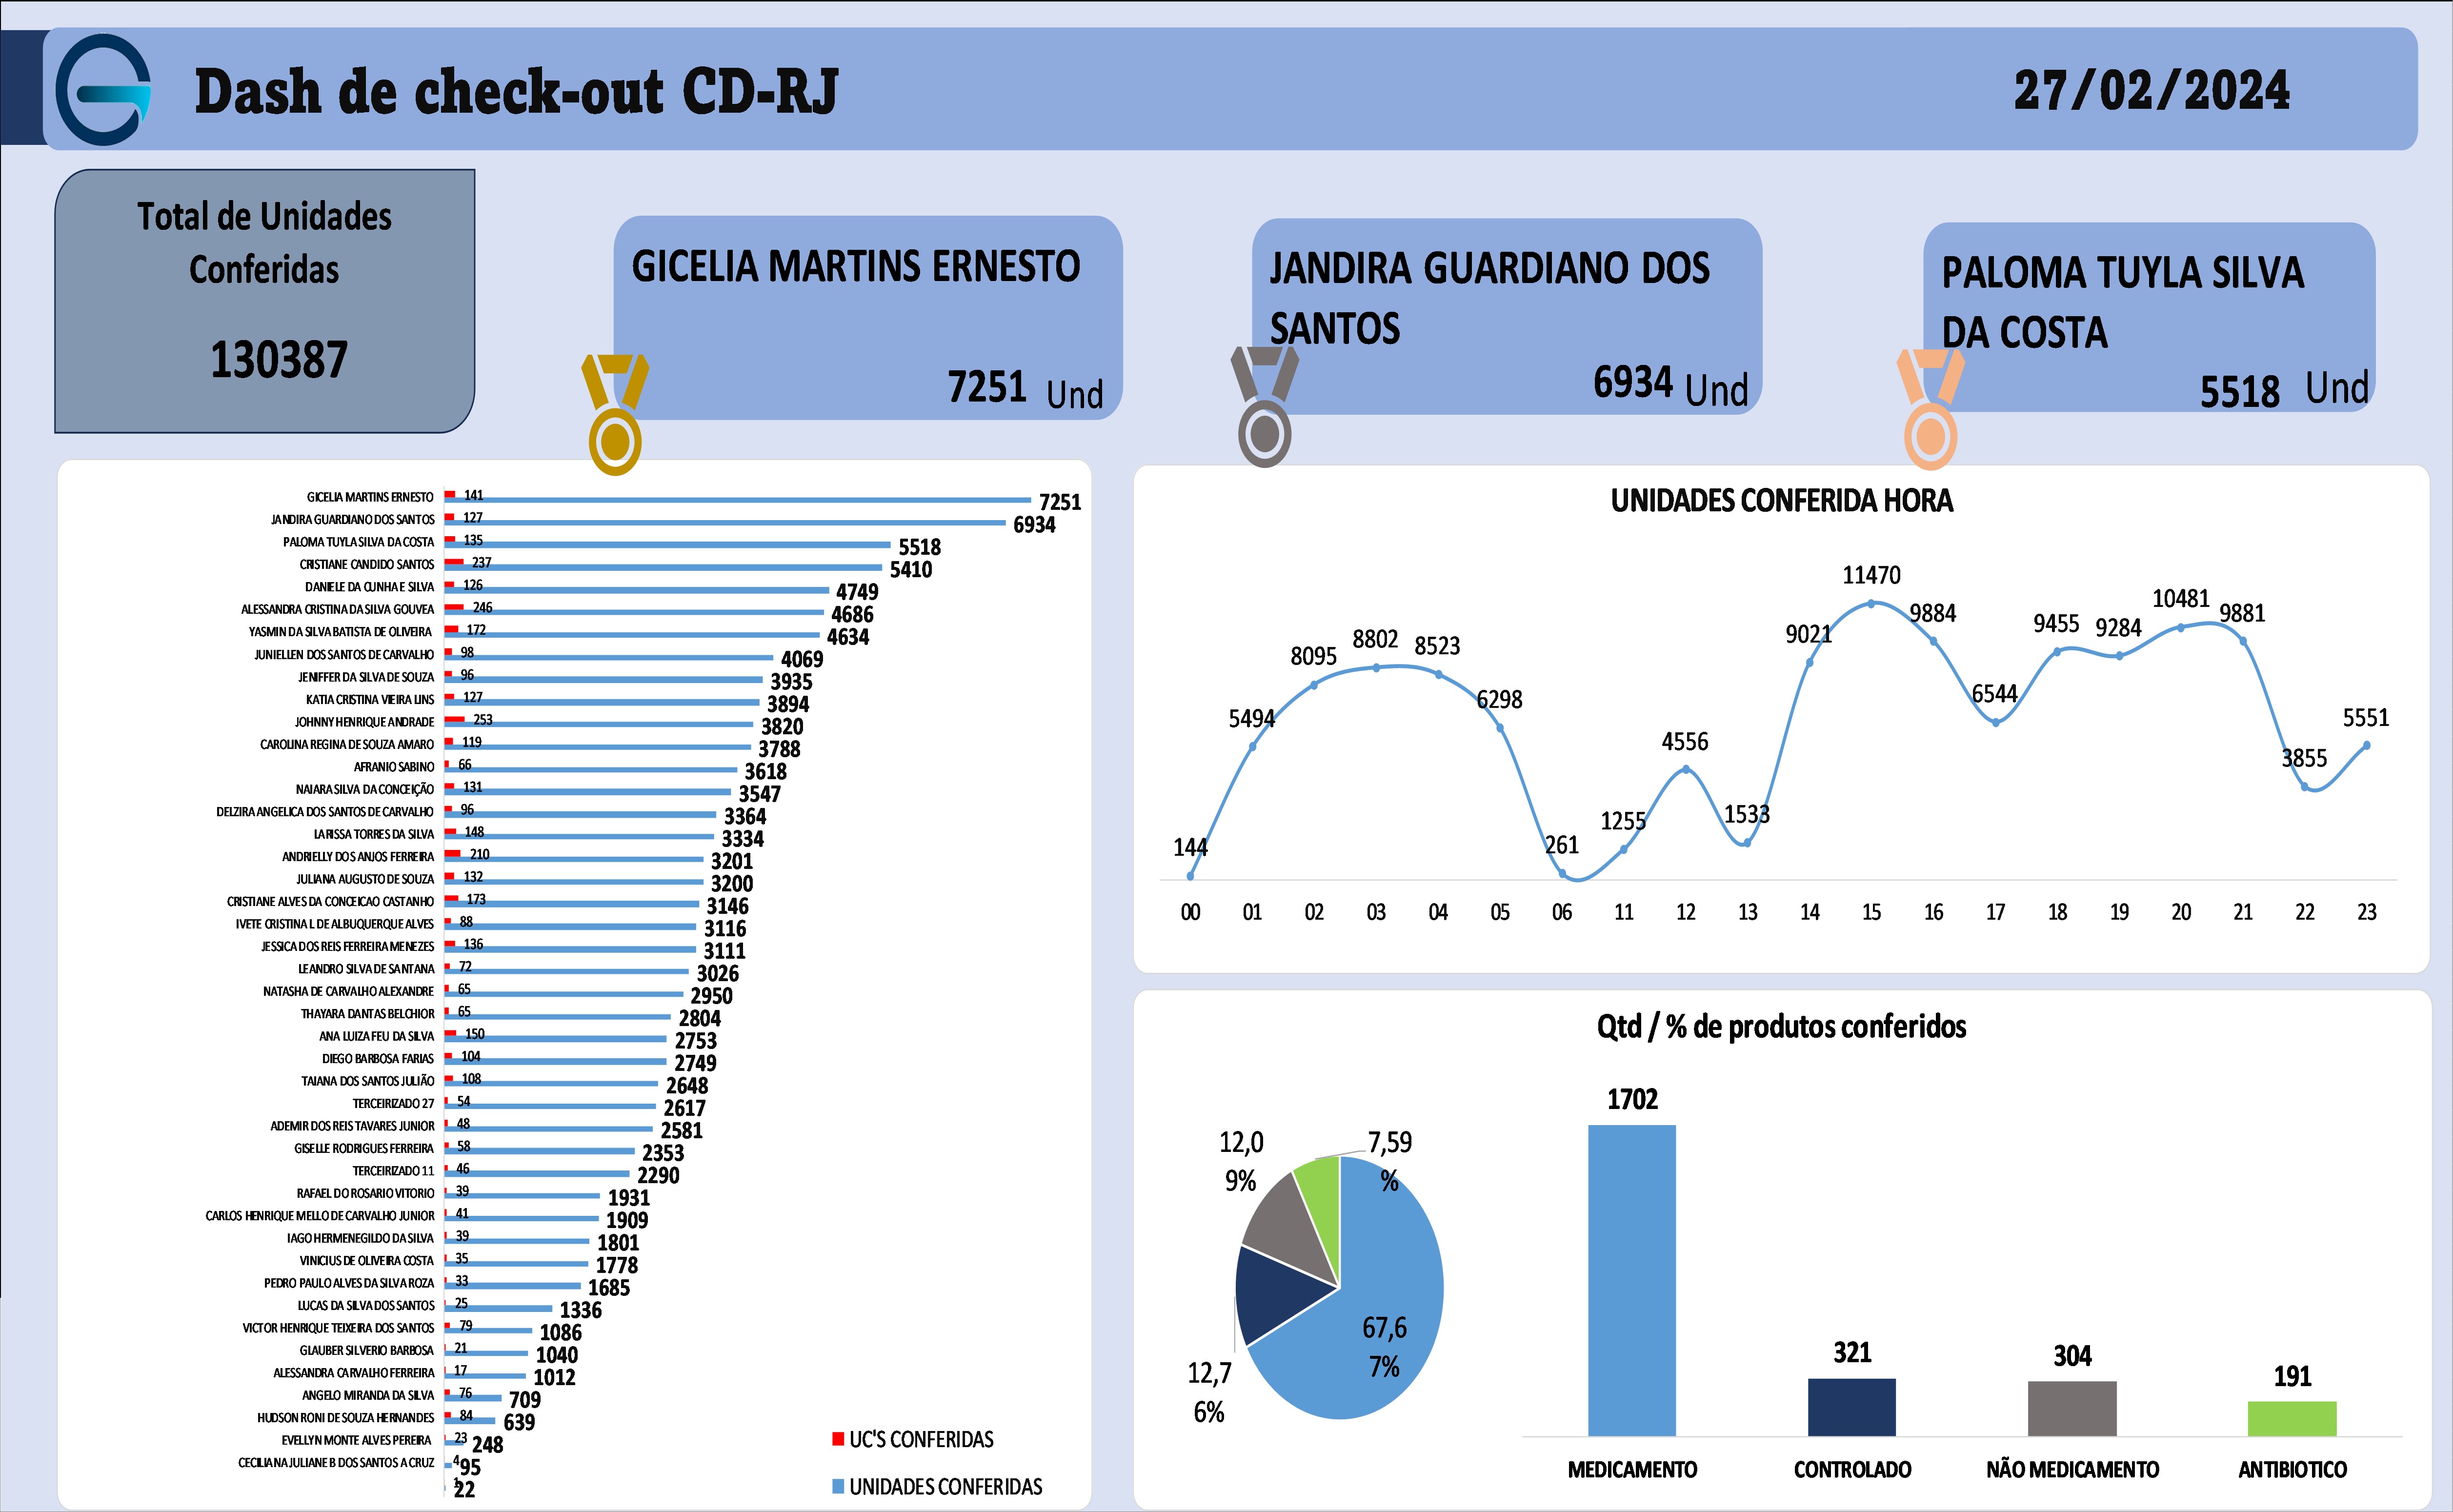 Dash de check-out CD-RJ
27/02/2024
Total de Unidades
Conferidas
130387
GICELIA MARTINS ERNESTO
7251 Und
JANDIRA GUARDIANO DOS
SANTOS
6934 Und
PALOMA TUYLA SILVA
DA COSTA
5518 Und
GICELIA MARTINS ERNESTO 141 7251
JANDIRA GUARDIANO DOS SANTOS 127 6934
PALOMA TUYLA SILVA DA COSTA 135 5518
CRISTIANE CANDIDO SANTOS 237 5410
DANIELE DA CUNHA E SILVA 126 4749
ALESSANDRA CRISTINA DA SILVA GOUVEA 246 4686
YASMIN DA SILVA BATISTA DE OLIVEIRA 172 4634
JUNIELLEN DOS SANTOS DE CARVALHO 98 4069
JENIFFER DA SILVA DE SOUZA 96 3935
KATIA CRISTINA VIEIRA LINS 127 3894
JOHNNY HENRIQUE ANDRADE 253 3820
CAROLINA REGINA DE SOUZA AMARO 119 3788
AFRANIO SABINO 66 3618
NAIARA SILVA DA CONCEIÇÃO 131 3547
DELZIRA ANGELICA DOS SANTOS DE CARVALHO 96 3364
LARISSA TORRES DA SILVA 148 3334
ANDRIELLY DOS ANJOS FERREIRA 210 3201
JULIANA AUGUSTO DE SOUZA 132 3200
CRISTIANE ALVES DA CONCEICAO CASTANHO 173 3146
IVETE CRISTINA L DE ALBUQUERQUE ALVES 88 3116
JESSICA DOS REIS FERREIRA MENEZES 136 3111
LEANDRO SILVA DE SANTANA 72 3026
NATASHA DE CARVALHO ALEXANDRE 65 2950
THAYARA DANTAS BELCHIOR 65 2804
ANA LUIZA FEU DA SILVA 150 2753
DIEGO BARBOSA FARIAS 104 2749
TAIANA DOS SANTOS JULIÃO 108 2648
TERCEIRIZADO 27 54 2617
ADEMIR DOS REIS TAVARES JUNIOR 48 2581
GISELLE RODRIGUES FERREIRA 58 2353
TERCEIRIZADO 11 46 2290
RAFAEL DO ROSARIO VITORIO 39 1931
CARLOS HENRIQUE MELLO DE CARVALHO JUNIOR 41 1909
IAGO HERMENEGILDO DA SILVA 39 1801
VINICIUS DE OLIVEIRA COSTA 35 1778
PEDRO PAULO ALVES DA SILVA ROZA 33 1685
LUCAS DA SILVA DOS SANTOS 25 1336
VICTOR HENRIQUE TEIXEIRA DOS SANTOS 79 1086
GLAUBER SILVERIO BARBOSA 21 1040
ALESSANDRA CARVALHO FERREIRA 17 1012
ANGELO MIRANDA DA SILVA 76 709
HUDSON RONI DE SOUZA HERNANDES 84 639
EVELLYN MONTE ALVES PEREIRA 23 248
CECILIANA JULIANE B DOS SANTOS A CRUZ 4 95
1 22
UC'S CONFERIDAS
UNIDADES CONFERIDAS
UNIDADES CONFERIDA HORA
144 5494 8095 8802 8523 6298 261 1255 4556 1533 9021 11470 9884 6544 9455 9284 10481 9881 3855 5551
00 01 02 03 04 05 06 11 12 13 14 15 16 17 18 19 20 21 22 23
Qtd / % de produtos conferidos
12,0
9%
7,59
%
67,6
7%
12,7
6%
1702 321 304 191
MEDICAMENTO CONTROLADO NÃO MEDICAMENTO ANTIBIOTICO